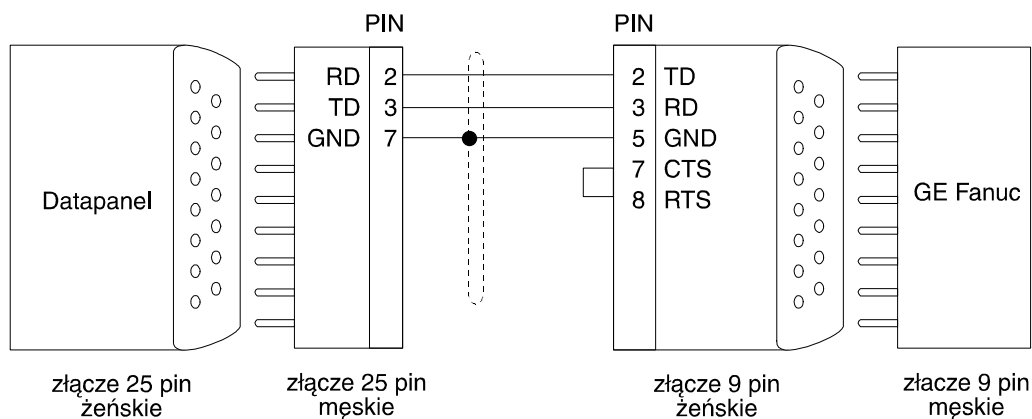 PIN
PIN
RD 2
2 TD
TD 3
3 RD
GND 7
5 GND
7 CTS
8 RTS
Datapanel
GE Fanuc
złącze 25 pin
żeńskie
złącze 25 pin
męskie
złącze 9 pin
żeńskie
złacze 9 pin
męskie